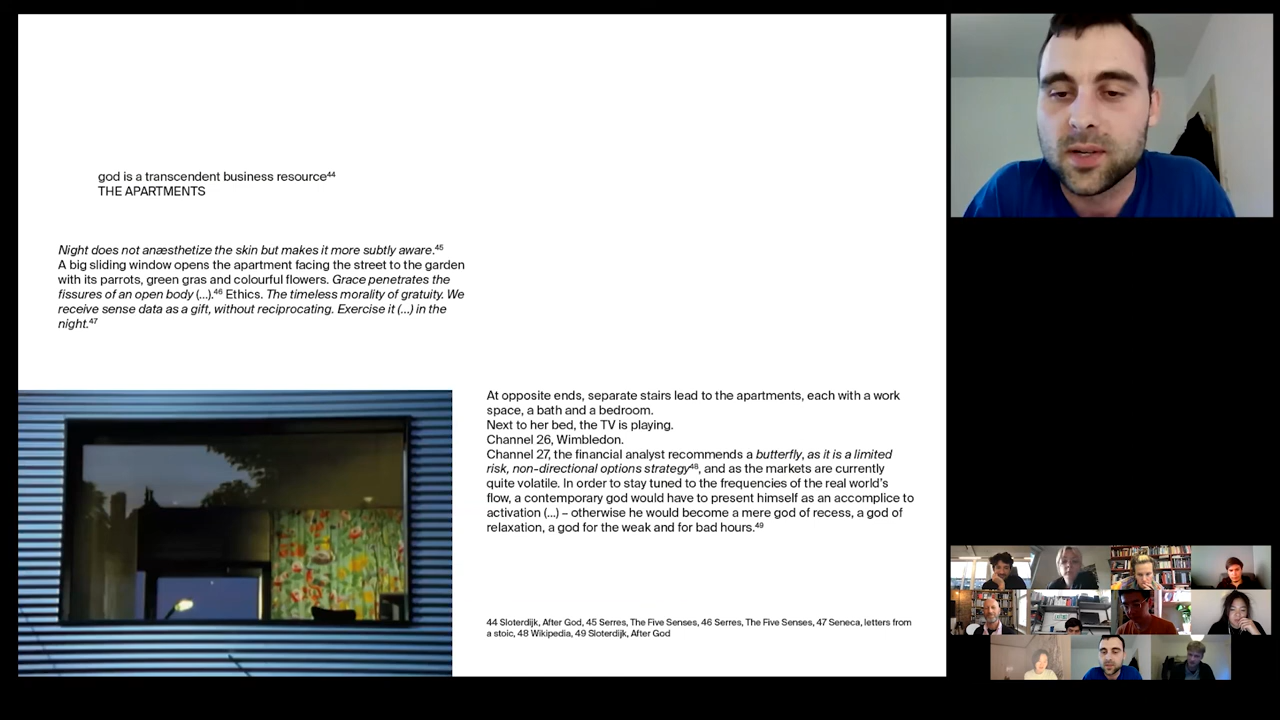 god is a transcendent business resource⁴⁴
THE APARTMENTS
Night does not anæsthetize the skin but makes it more subtly aware.⁴⁵
A big sliding window opens the apartment facing the street to the garden
with its parrots, green gras and colourful flowers. Grace penetrates the
fissures of an open body (...).⁴⁶ Ethics. The timeless morality of gratuity. We
receive sense data as a gift, without reciprocating. Exercise it (...) in the
night.⁴⁷
At opposite ends, separate stairs lead to the apartments, each with a work
space, a bath and a bedroom.
Next to her bed, the TV is playing.
Channel 26, Wimbledon.
Channel 27, the financial analyst recommends a butterfly, as it is a limited
risk, non-directional options strategy⁴⁸, and as the markets are currently
quite volatile. In order to stay tuned to the frequencies of the real world's
flow, a contemporary god would have to present himself as an accomplice to
activation (...) – otherwise he would become a mere god of recess, a god of
relaxation, a god for the weak and for bad hours.⁴⁹
44 Sloterdijk, After God, 45 Serres, The Five Senses, 46 Serres, The Five Senses, 47 Seneca, letters from
a stoic, 48 Wikipedia, 49 Sloterdijk, After God